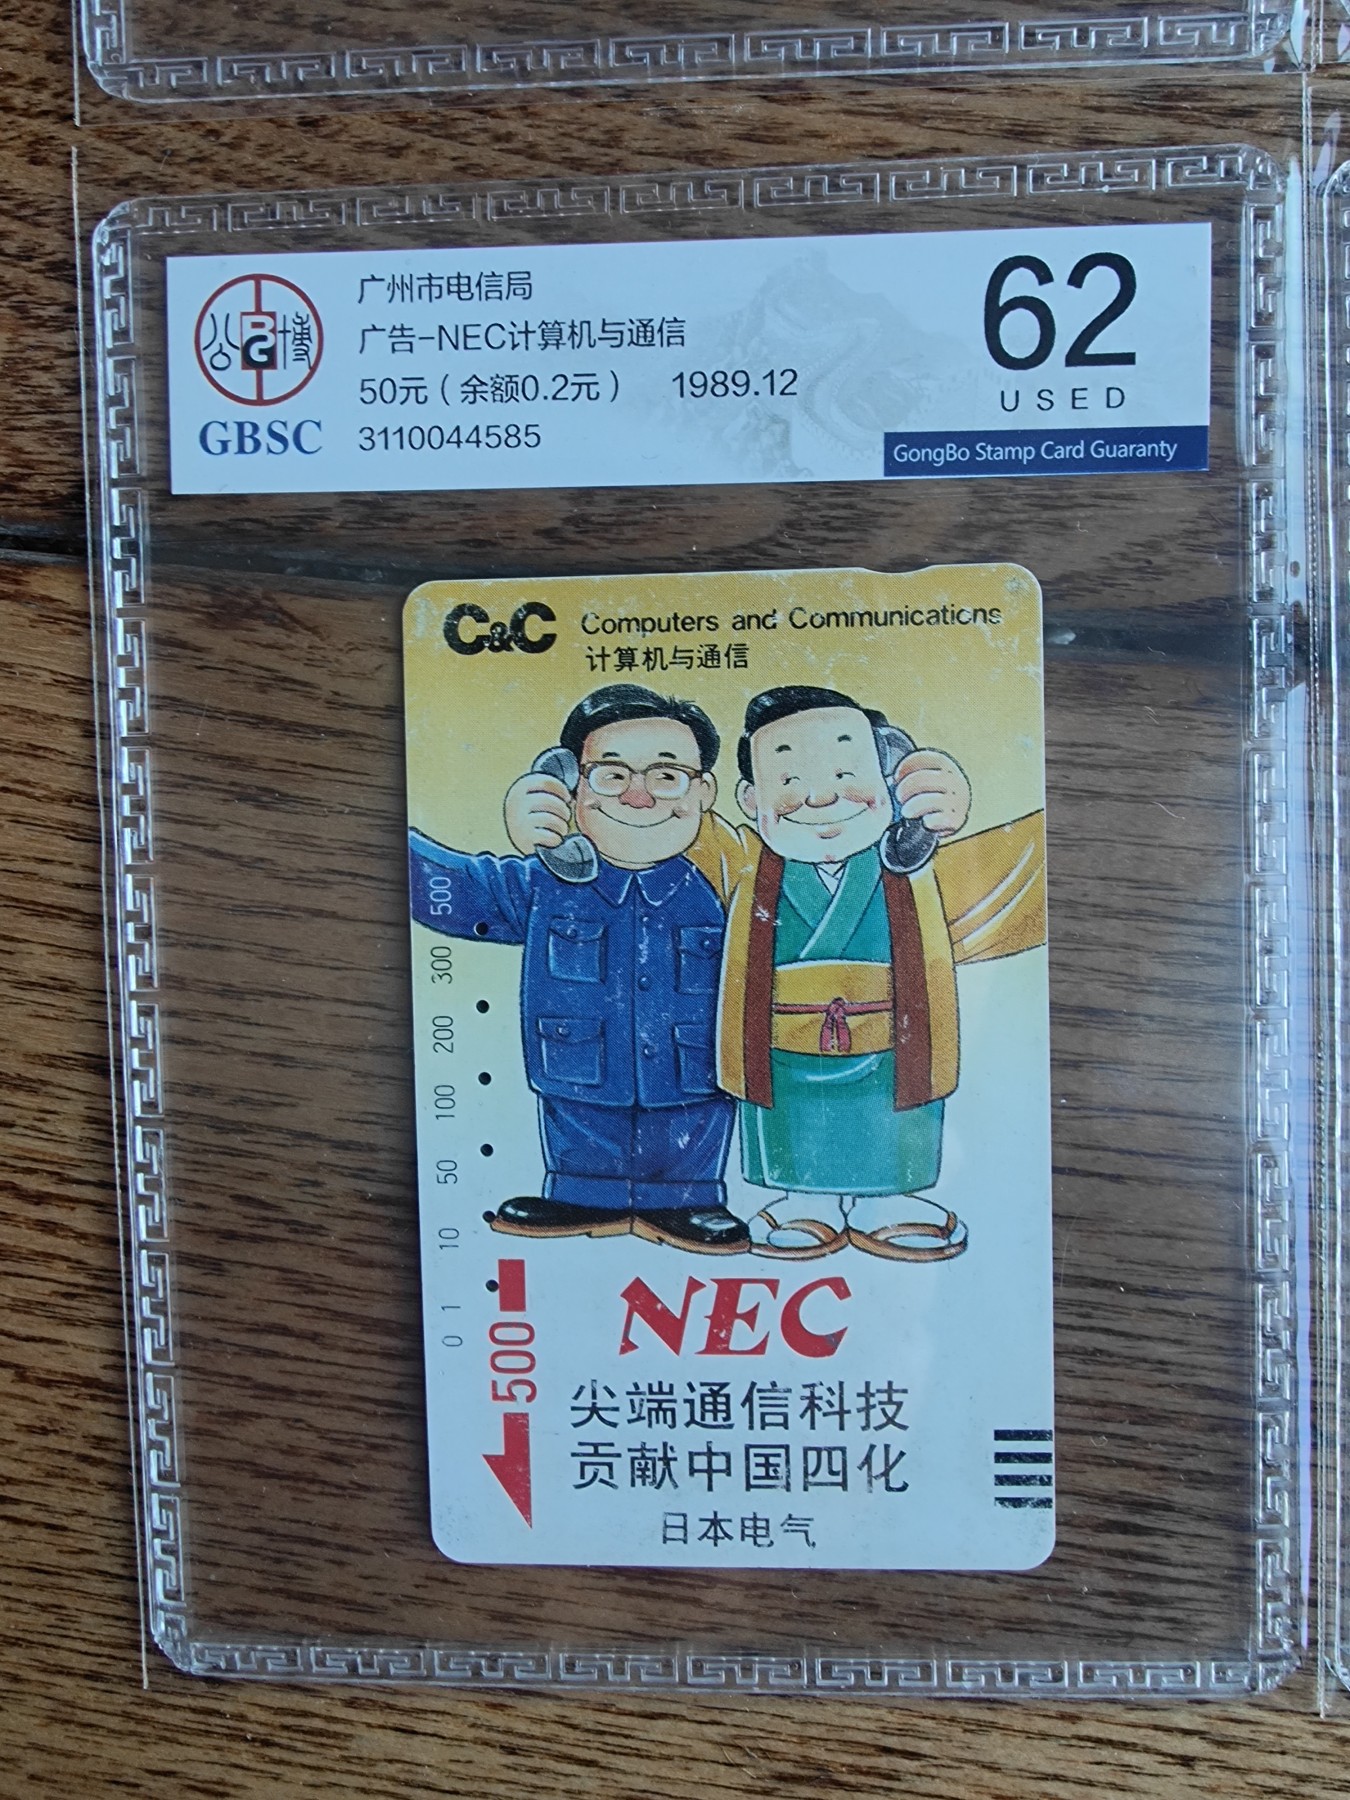 广州市电信局
广告-NEC计算机与通信
50元（余额0.2元） 1989.12
3110044585
公博
BG
GBSC
62
USED
GongBo Stamp Card Guaranty
C&C Computers and Communications
计算机与通信
500
300
200
100
50
10
1
0
500
NEC
尖端通信科技
贡献中国四化
日本电气